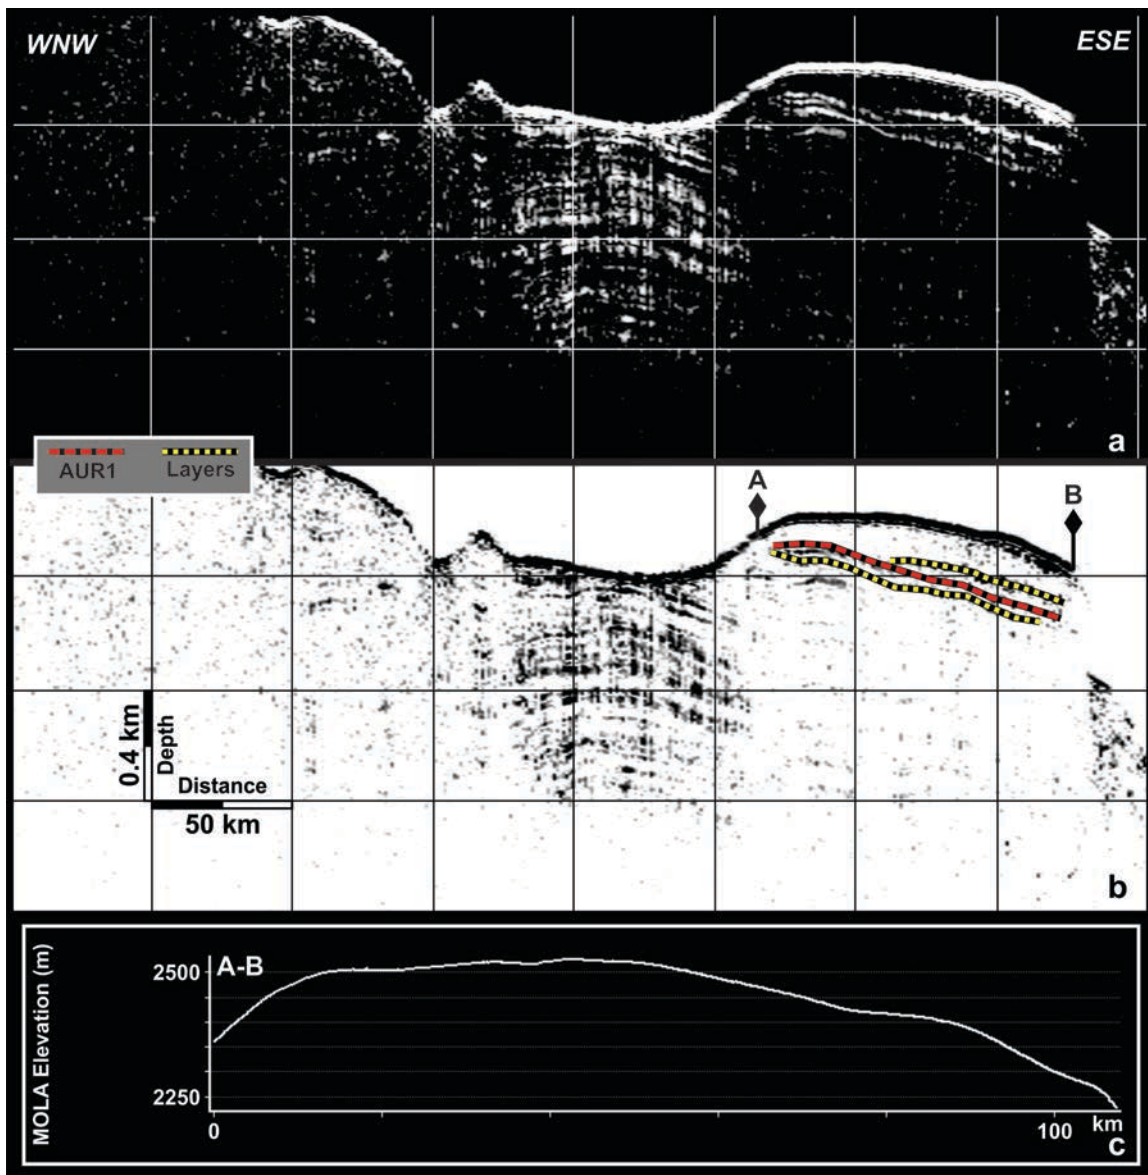 WNW
ESE
a
AUR1
Layers
A
B
0.4 km
Depth
Distance
50 km
b
MOLA Elevation (m)
A-B
2500
2250
0
100
km
c